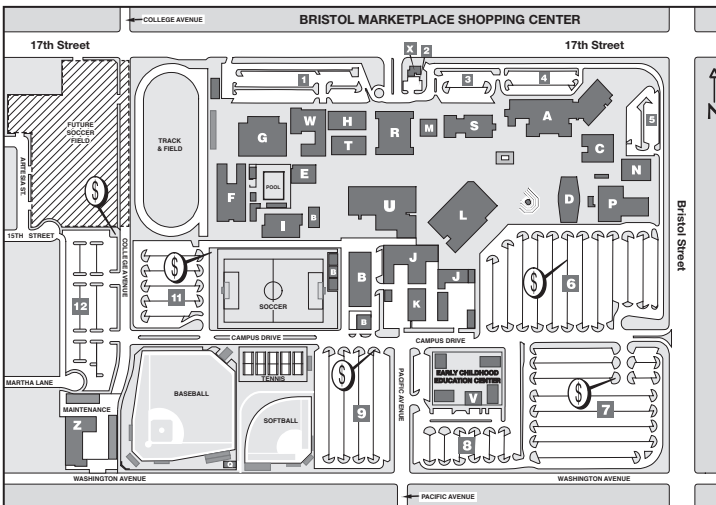 COLLEGE AVENUE
BRISTOL MARKETPLACE SHOPPING CENTER
17th Street
17th Street
X
2
1
3
4
5
N
FUTURE
SOCCER
FIELD
TRACK
& FIELD
G
W
H
T
R
M
S
A
C
N
ARTESIA ST.
F
POOL
E
I
B
U
L
D
P
$
15TH STREET
COLLEGE AVENUE
Bristol Street
$
11
B
SOCCER
B
J
J
K
B
$
6
12
CAMPUS DRIVE
CAMPUS DRIVE
MARTHA LANE
BASEBALL
TENNIS
SOFTBALL
$
9
PACIFIC AVENUE
EARLY CHILDHOOD
EDUCATION CENTER
V
8
$
7
MAINTENANCE
Z
WASHINGTON AVENUE
WASHINGTON AVENUE
PACIFIC AVENUE